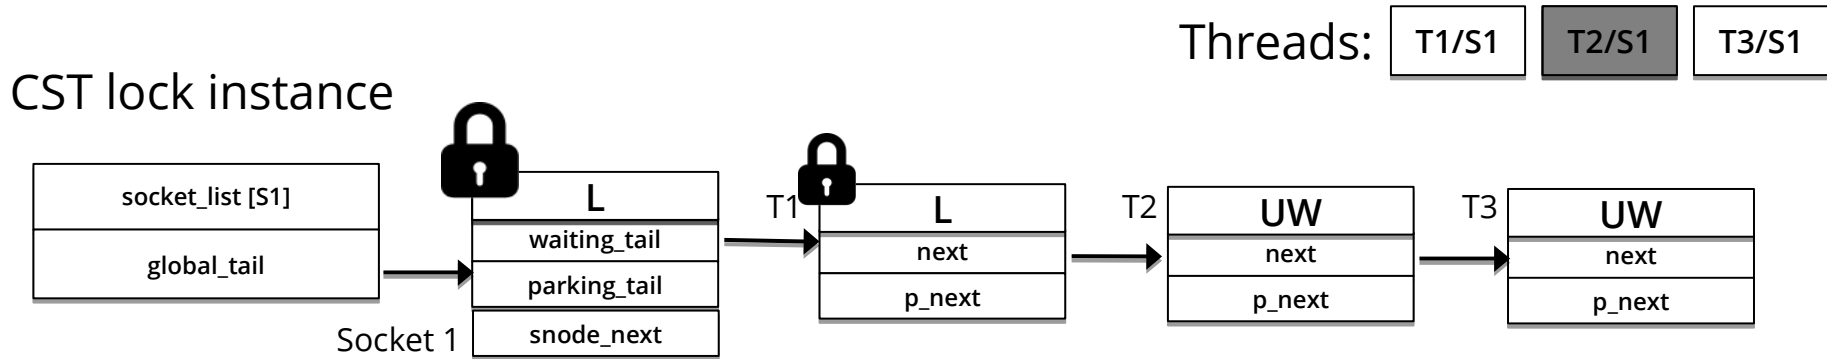 Threads:
T1/S1
T2/S1
T3/S1
CST lock instance
socket_list [S1]
global_tail
L
waiting_tail
parking_tail
snode_next
Socket 1
T1
L
next
p_next
T2
UW
next
p_next
T3
UW
next
p_next